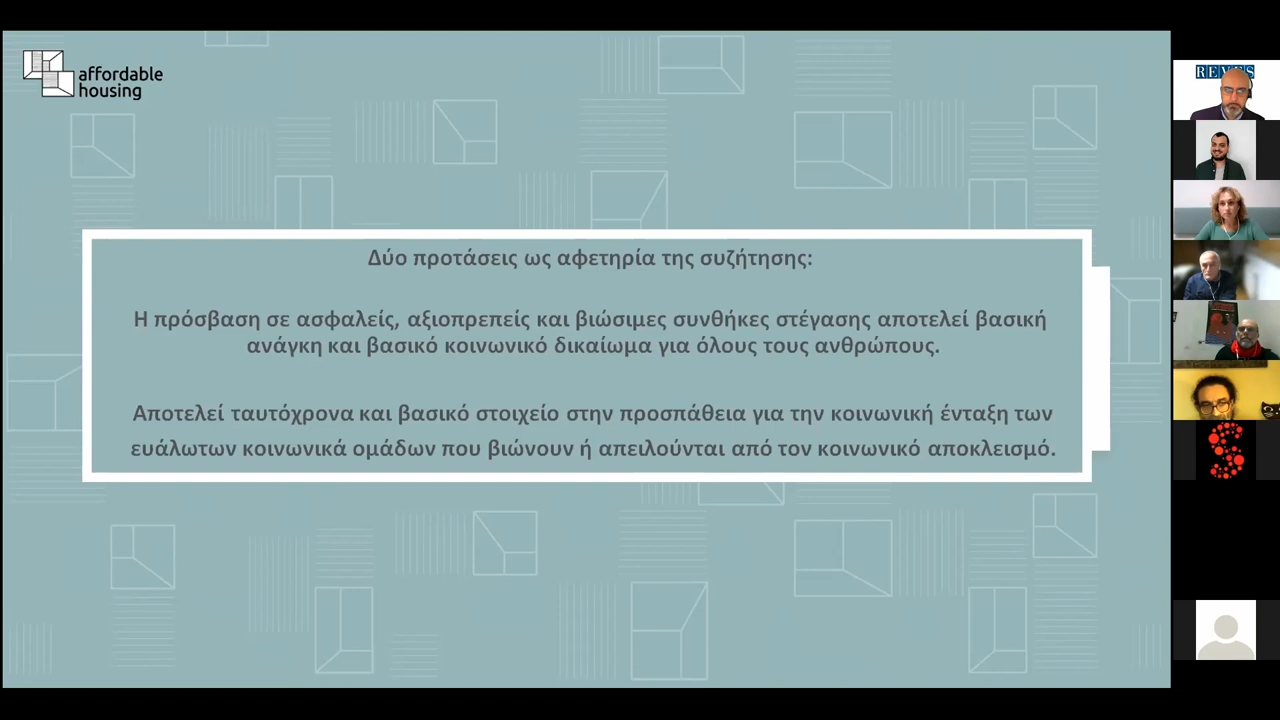 affordable
housing
REVES
Δύο προτάσεις ως αφετηρία της συζήτησης:
Η πρόσβαση σε ασφαλείς, αξιοπρεπείς και βιώσιμες συνθήκες στέγασης αποτελεί βασική
ανάγκη και βασικό κοινωνικό δικαίωμα για όλους τους ανθρώπους.
Αποτελεί ταυτόχρονα και βασικό στοιχείο στην προσπάθεια για την κοινωνική ένταξη των
ευάλωτων κοινωνικά ομάδων που βιώνουν ή απειλούνται από τον κοινωνικό αποκλεισμό.